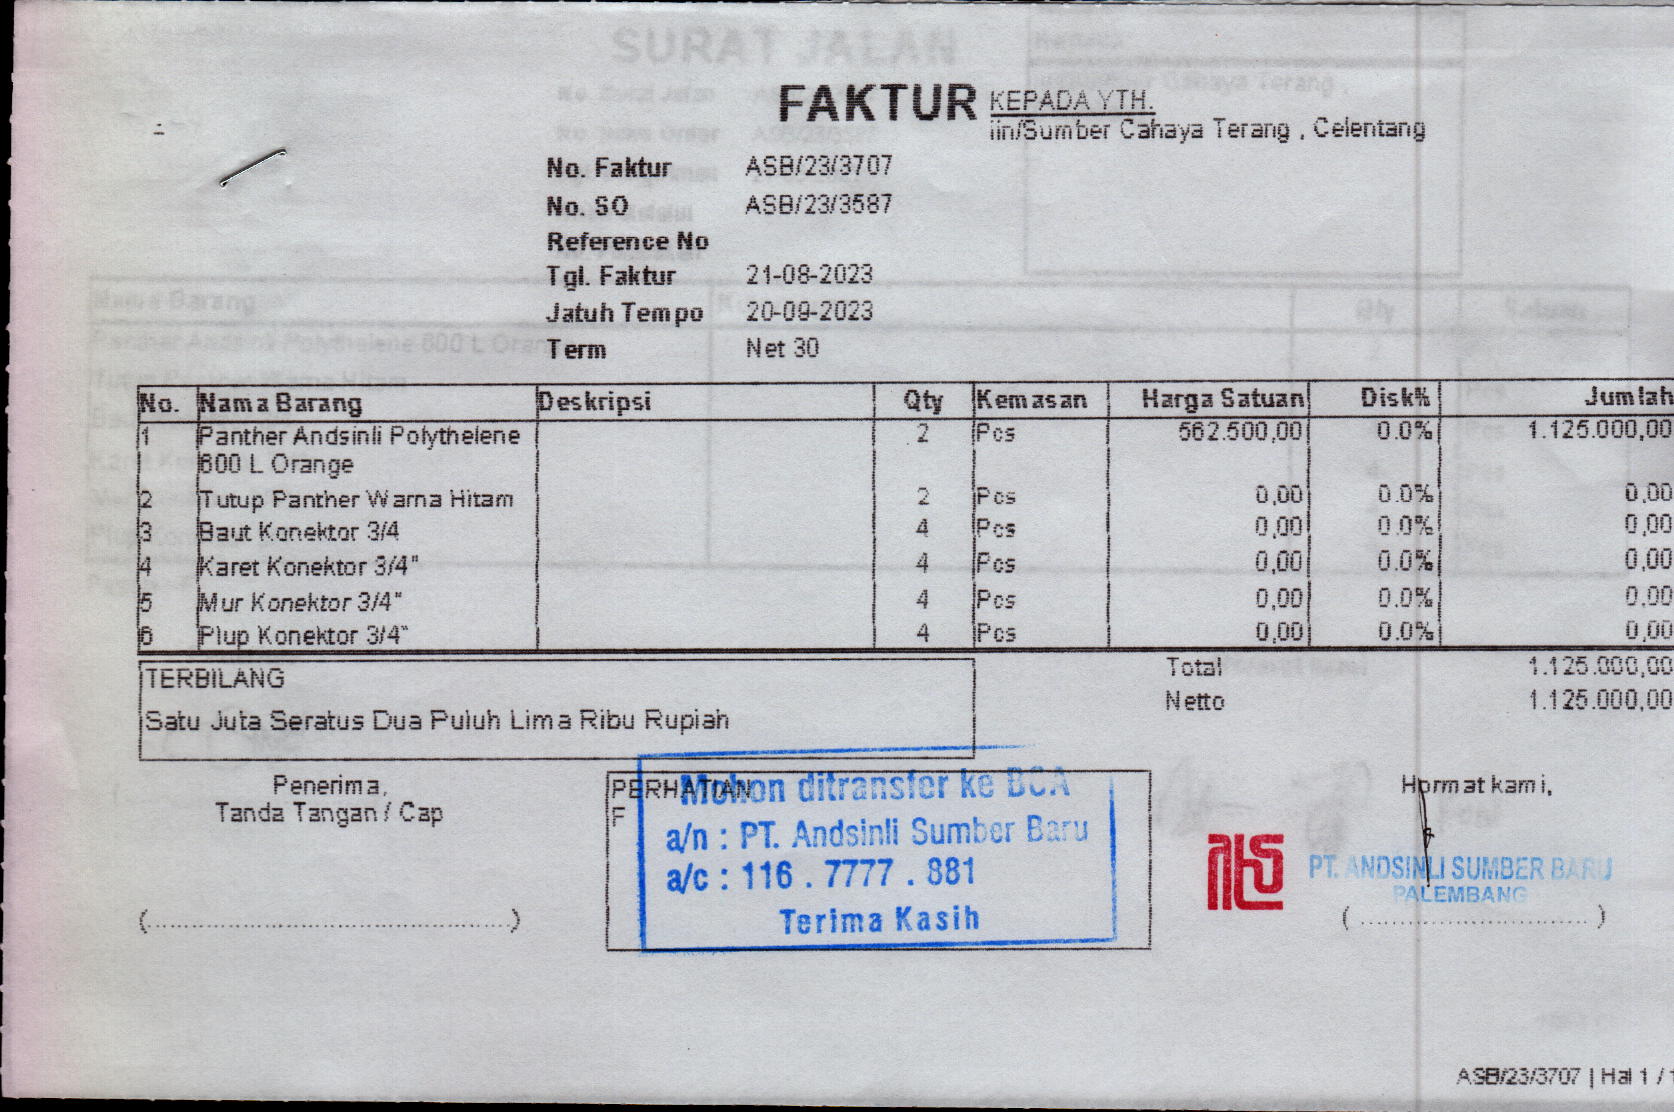 FAKTUR
KEPADA YTH.
iin/Sumber Cahaya Terang , Celentang
No. Faktur ASB/23/3707
No. SO ASB/23/3587
Reference No
Tgl. Faktur 21-08-2023
Jatuh Tempo 20-09-2023
Term Net 30
No. Nama Barang Deskripsi Qty Kemasan Harga Satuan Disk% Jumlah
1 Panther Andsinli Polythelene 2 Pcs 562.500,00 0.0% 1.125.000,00
600 L Orange
2 Tutup Panther Warna Hitam 2 Pcs 0,00 0.0% 0,00
3 Baut Konektor 3/4 4 Pcs 0,00 0.0% 0,00
4 Karet Konektor 3/4" 4 Pcs 0,00 0.0% 0,00
5 Mur Konektor 3/4" 4 Pcs 0,00 0.0% 0,00
6 Plup Konektor 3/4" 4 Pcs 0,00 0.0% 0,00
Total 1.125.000,00
Netto 1.125.000,00
TERBILANG
Satu Juta Seratus Dua Puluh Lima Ribu Rupiah
Penerima,
Tanda Tangan / Cap
PERHATIAN
F
Mohon ditransfer ke BCA
a/n : PT. Andsinli Sumber Baru
a/c : 116 . 7777 . 881
Terima Kasih
Hormat kami,
PT. ANDSINLI SUMBER BARU
PALEMBANG
ASB/23/3707 | Hal 1 / 1
SURAT JALAN